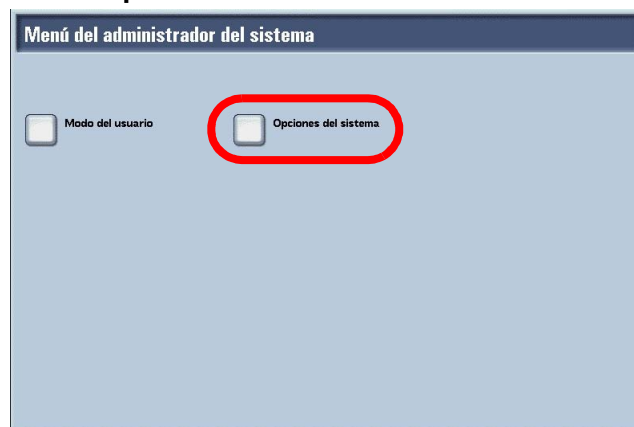 Menú del administrador del sistema
Modo del usuario
Opciones del sistema